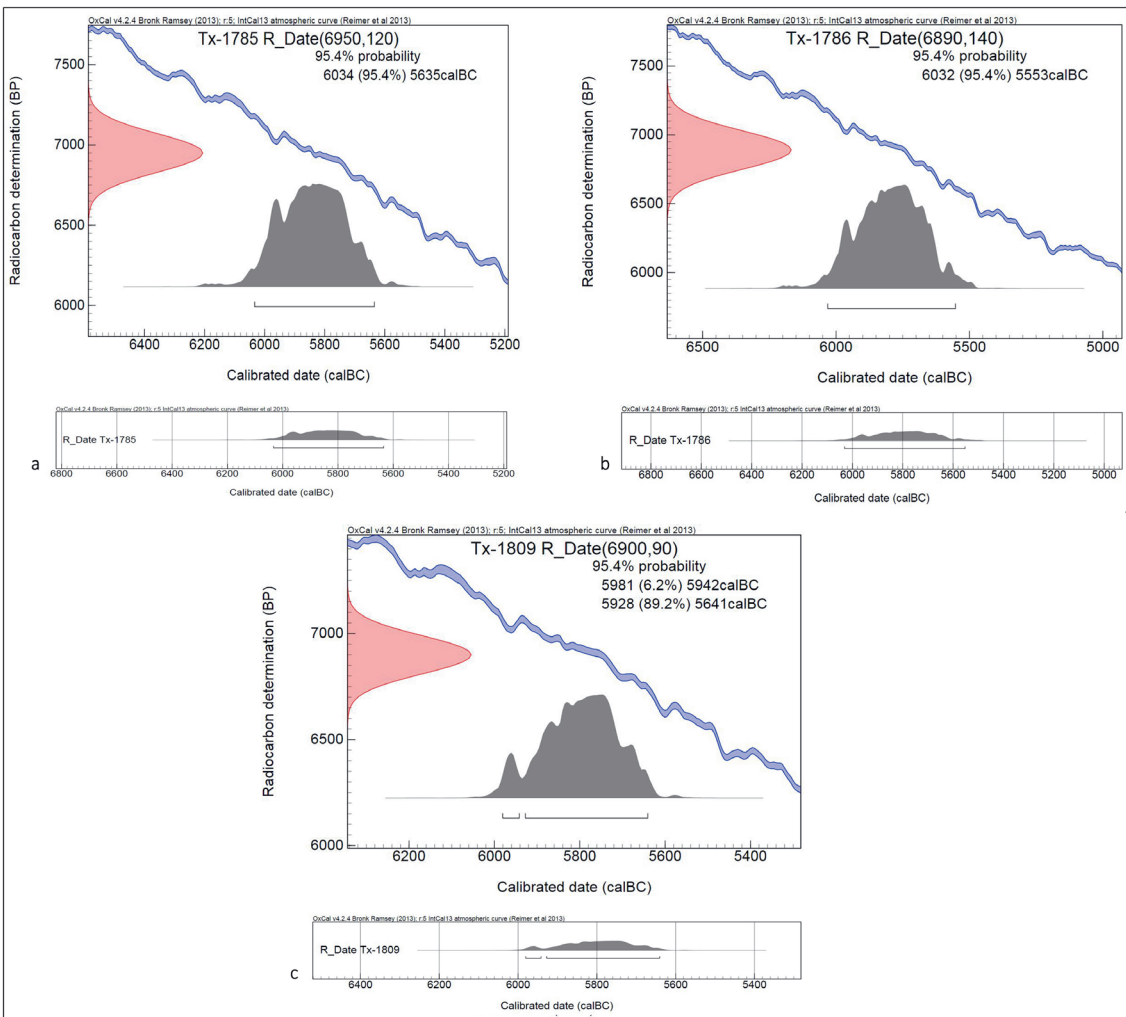 OxCal v4.2.4 Bronk Ramsey (2013); r:5; IntCal13 atmospheric curve (Reimer et al 2013)
Tx-1785 R_Date(6950,120)
95.4% probability
6034 (95.4%) 5635calBC
Radiocarbon determination (BP)
7500
7000
6500
6000
6400 6200 6000 5800 5600 5400 5200
Calibrated date (calBC)
OxCal v4.2.4 Bronk Ramsey (2013); r:5; IntCal13 atmospheric curve (Reimer et al 2013)
Tx-1786 R_Date(6890,140)
95.4% probability
6032 (95.4%) 5553calBC
Radiocarbon determination (BP)
7500
7000
6500
6000
6500 6000 5500 5000
Calibrated date (calBC)
OxCal v4.2.4 Bronk Ramsey (2013); r:5 IntCal13 atmospheric curve (Reimer et al 2013)
R_Date Tx-1785
a
6800 6600 6400 6200 6000 5800 5600 5400 5200
Calibrated date (calBC)
OxCal v4.2.4 Bronk Ramsey (2013); r:5 IntCal13 atmospheric curve (Reimer et al 2013)
R_Date Tx-1786
b
6800 6600 6400 6200 6000 5800 5600 5400 5200 5000
Calibrated date (calBC)
OxCal v4.2.4 Bronk Ramsey (2013); r:5; IntCal13 atmospheric curve (Reimer et al 2013)
Tx-1809 R_Date(6900,90)
95.4% probability
5981 (6.2%) 5942calBC
5928 (89.2%) 5641calBC
Radiocarbon determination (BP)
7000
6500
6000
6200 6000 5800 5600 5400
Calibrated date (calBC)
OxCal v4.2.4 Bronk Ramsey (2013); r:5 IntCal13 atmospheric curve (Reimer et al 2013)
R_Date Tx-1809
c
6400 6200 6000 5800 5600 5400
Calibrated date (calBC)